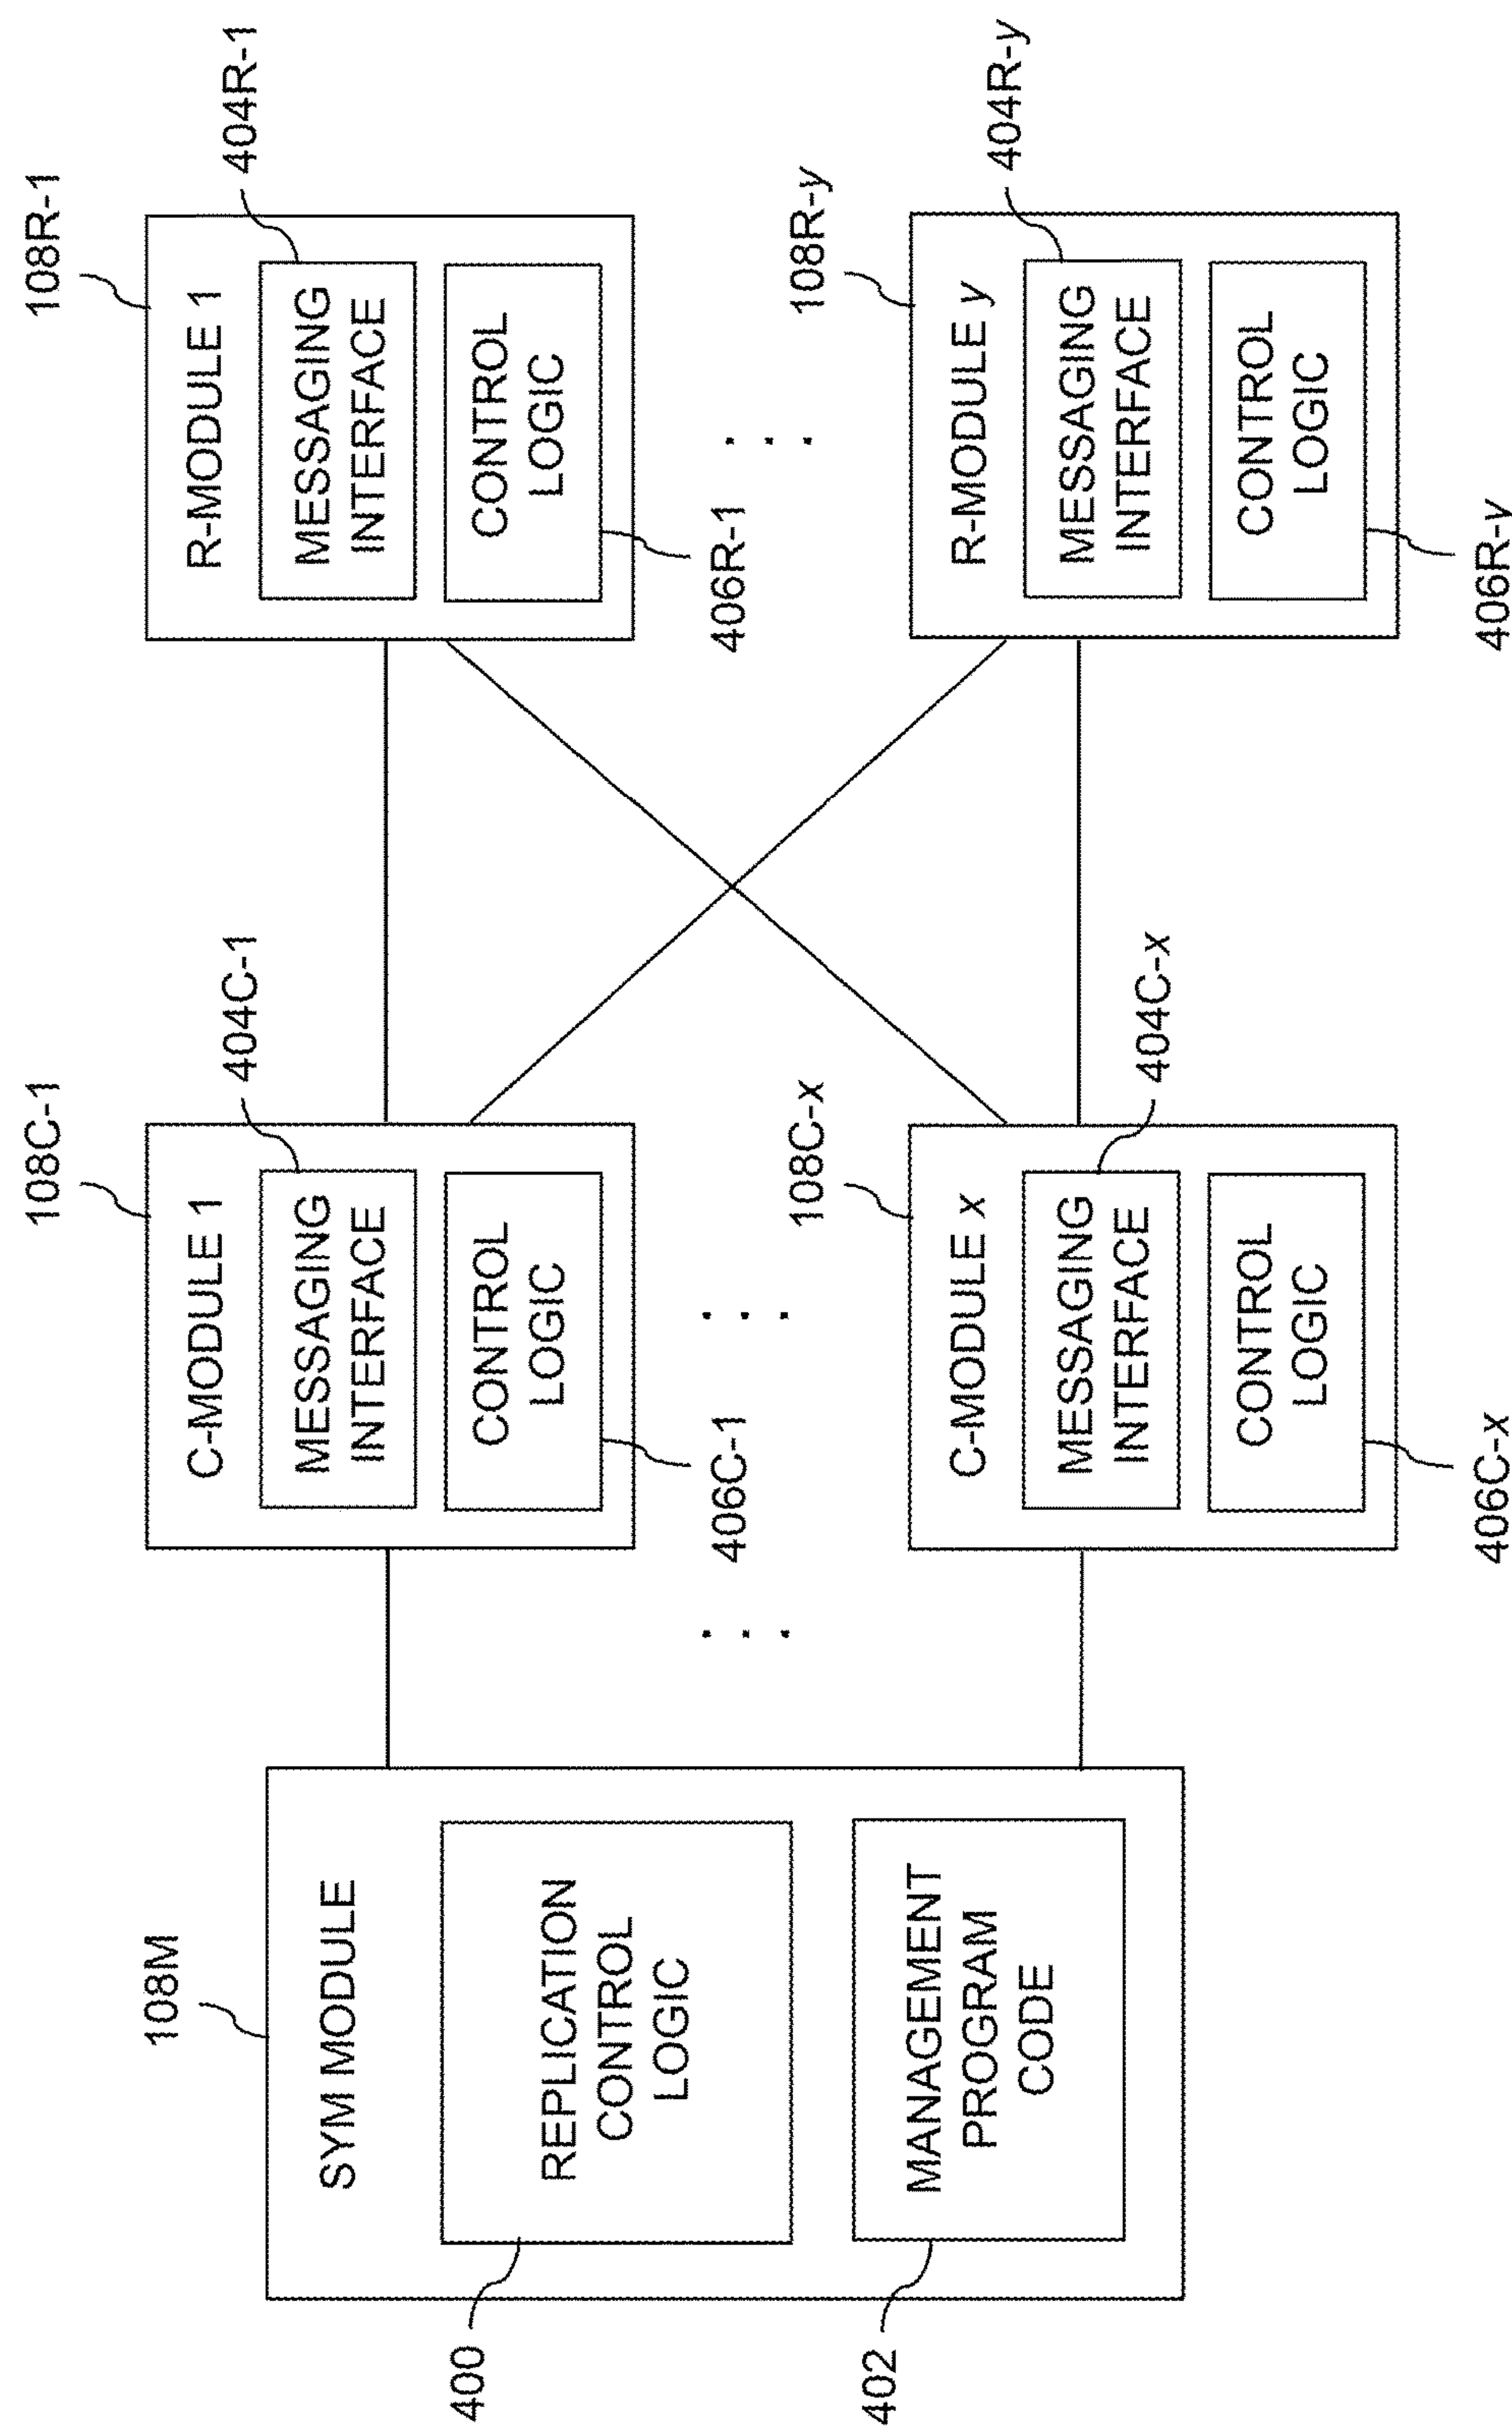 108M
SYM MODULE
REPLICATION
CONTROL
LOGIC
400
MANAGEMENT
PROGRAM
CODE
402
108C-1
C-MODULE 1
404C-1
MESSAGING
INTERFACE
CONTROL
LOGIC
406C-1
. . .
. . .
108C-x
C-MODULE x
404C-x
MESSAGING
INTERFACE
CONTROL
LOGIC
406C-x
108R-1
R-MODULE 1
404R-1
MESSAGING
INTERFACE
CONTROL
LOGIC
406R-1
. . .
108R-y
R-MODULE y
404R-y
MESSAGING
INTERFACE
CONTROL
LOGIC
406R-y